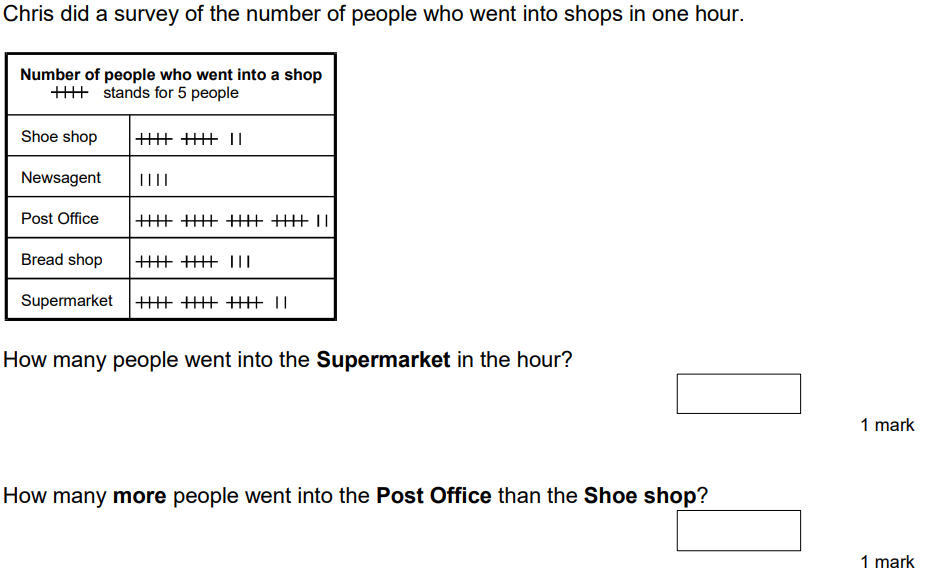 Chris did a survey of the number of people who went into shops in one hour.
Number of people who went into a shop
stands for 5 people
Shoe shop
Newsagent
Post Office
Bread shop
Supermarket
How many people went into the Supermarket in the hour?
1 mark
How many more people went into the Post Office than the Shoe shop?
1 mark